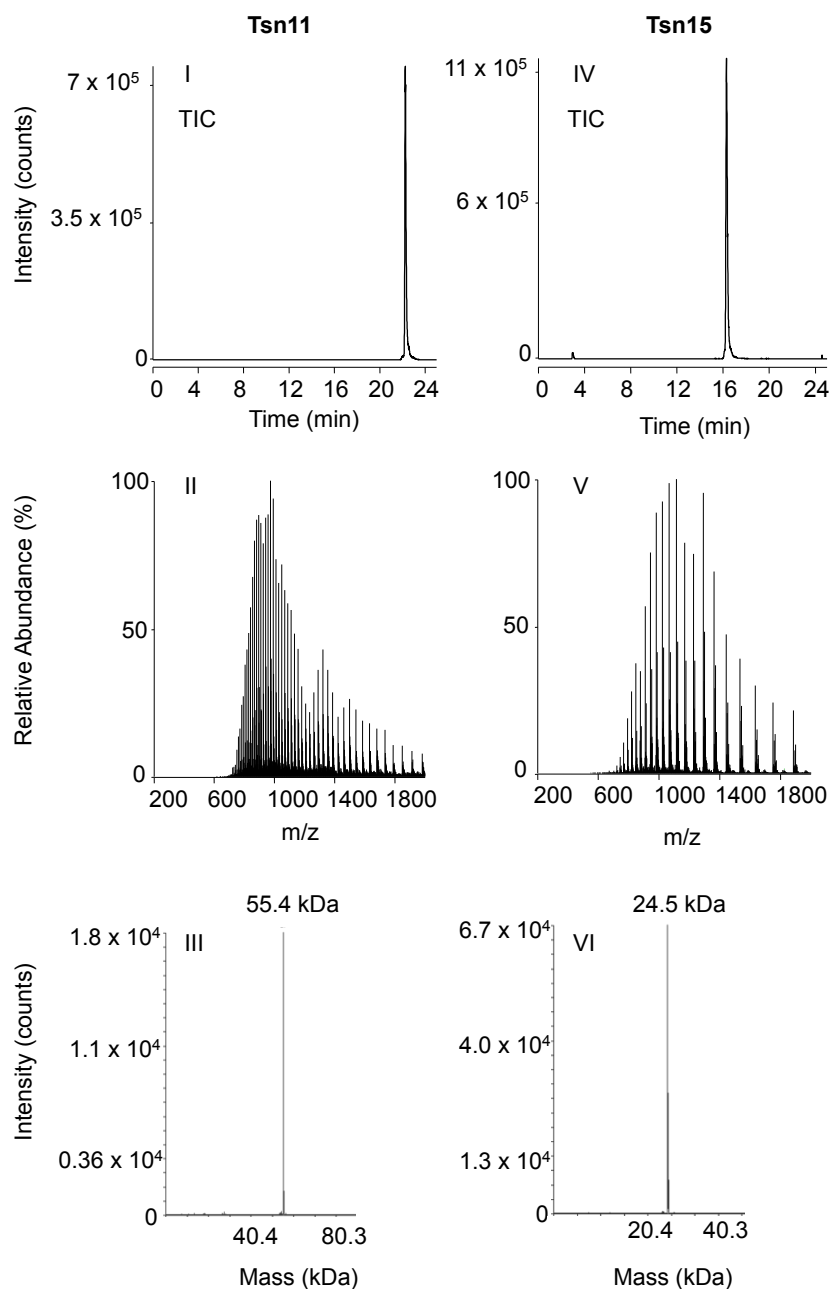 Tsn11
Tsn15
I
TIC
7 x 10⁵
3.5 x 10⁵
0
Intensity (counts)
0 4 8 12 16 20 24
Time (min)
IV
TIC
11 x 10⁵
6 x 10⁵
0
0 4 8 12 16 20 24
Time (min)
II
100
50
0
Relative Abundance (%)
200 600 1000 1400 1800
m/z
V
100
50
0
200 600 1000 1400 1800
m/z
55.4 kDa
III
1.8 x 10⁴
1.1 x 10⁴
0.36 x 10⁴
0
Intensity (counts)
40.4 80.3
Mass (kDa)
24.5 kDa
VI
6.7 x 10⁴
4.0 x 10⁴
1.3 x 10⁴
0
20.4 40.3
Mass (kDa)